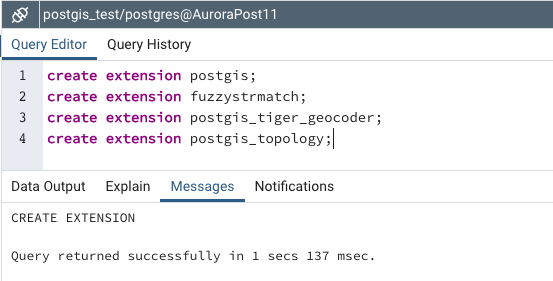 postgis_test/postgres@AuroraPost11
Query Editor Query History
1 create extension postgis;
2 create extension fuzzystrmatch;
3 create extension postgis_tiger_geocoder;
4 create extension postgis_topology;
Data Output Explain Messages Notifications
CREATE EXTENSION
Query returned successfully in 1 secs 137 msec.